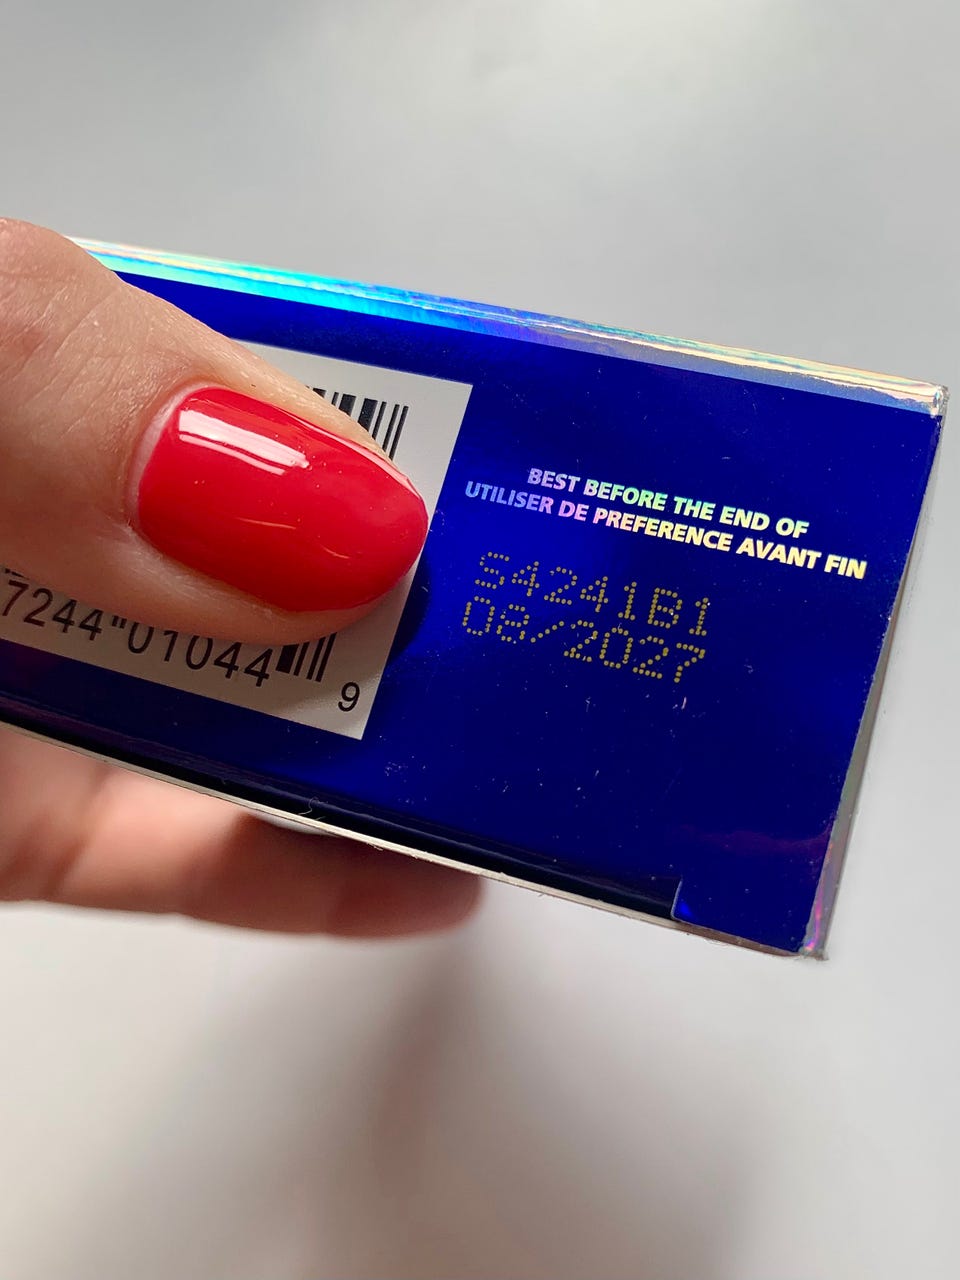 BEST BEFORE THE END OF
UTILISER DE PREFERENCE AVANT FIN
S4241B1
08/2027
7244"01044
9